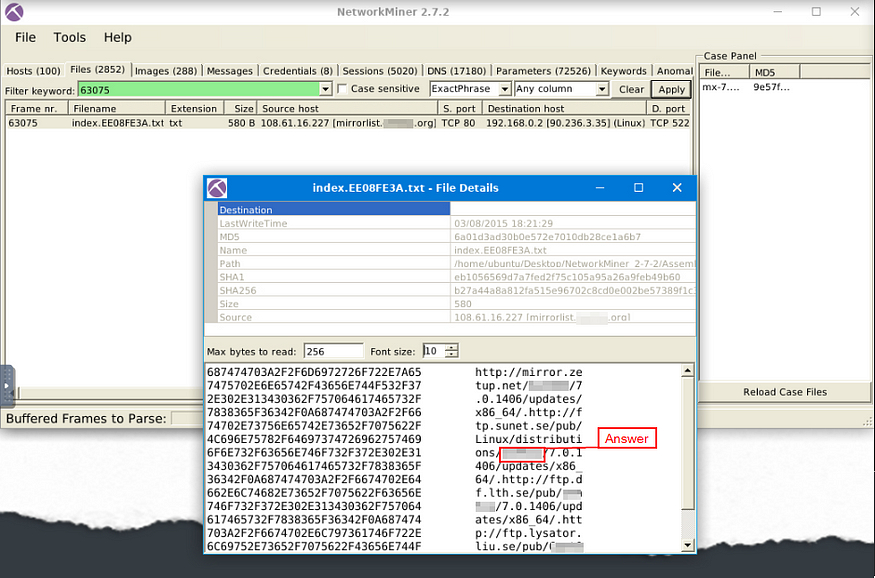 NetworkMiner 2.7.2
File Tools Help
Hosts (100) Files (2852) Images (288) Messages Credentials (8) Sessions (5020) DNS (17180) Parameters (72526) Keywords Anomal
Case Panel
File... MD5
mx-7.... 9e57f...
Filter keyword: 63075 Case sensitive ExactPhrase Any column Clear Apply
Frame nr. Filename Extension Size Source host S. port Destination host D. port
63075 index.EE08FE3A.txt txt 580 B 108.61.16.227 [mirrorlist. .org] TCP 80 192.168.0.2 [90.236.3.35] (Linux) TCP 522
index.EE08FE3A.txt - File Details
Destination
LastWriteTime 03/08/2015 18:21:29
MD5 6a01d3ad30b0e572e7010db28ce1a6b7
Name index.EE08FE3A.txt
Path /home/ubuntu/Desktop/NetworkMiner_2-7-2/Assem
SHA1 eb1056569d7a7fed2f75c105a95a26a9feb49b60
SHA256 b27a44a8a812fa515e96702c8cd0e002be57389f1c
Size 580
Source 108.61.16.227 [mirrorlist. .org]
Max bytes to read: 256 Font size: 10
687474703A2F2F6D6972726F722E7A65 http://mirror.ze
7475702E6E65742F43656E744F532F37 tup.net/ /7
2E302E313430362F757064617465732F .0.1406/updates/
7838365F36342F0A687474703A2F2F66 x86_64/.http://f
74702E73756E65742E73652F7075622F tp.sunet.se/pub/
4C696E75782F64697374726962757469 Linux/distributi
6F6E732F63656E746F732F372E302E31 ons/ /7.0.1
3430362F757064617465732F7838365F 406/updates/x86_
36342F0A687474703A2F2F6674702E64 64/.http://ftp.d
662E6C74682E73652F7075622F63656E f.lth.se/pub/
746F732F372E302E313430362F757064 /7.0.1406/upd
617465732F7838365F36342F0A687474 ates/x86_64/.htt
703A2F2F6674702E6C797361746F722E p://ftp.lysator.
6C69752E73652F7075622F43656E744F liu.se/pub/
Answer
Reload Case Files
Buffered Frames to Parse: